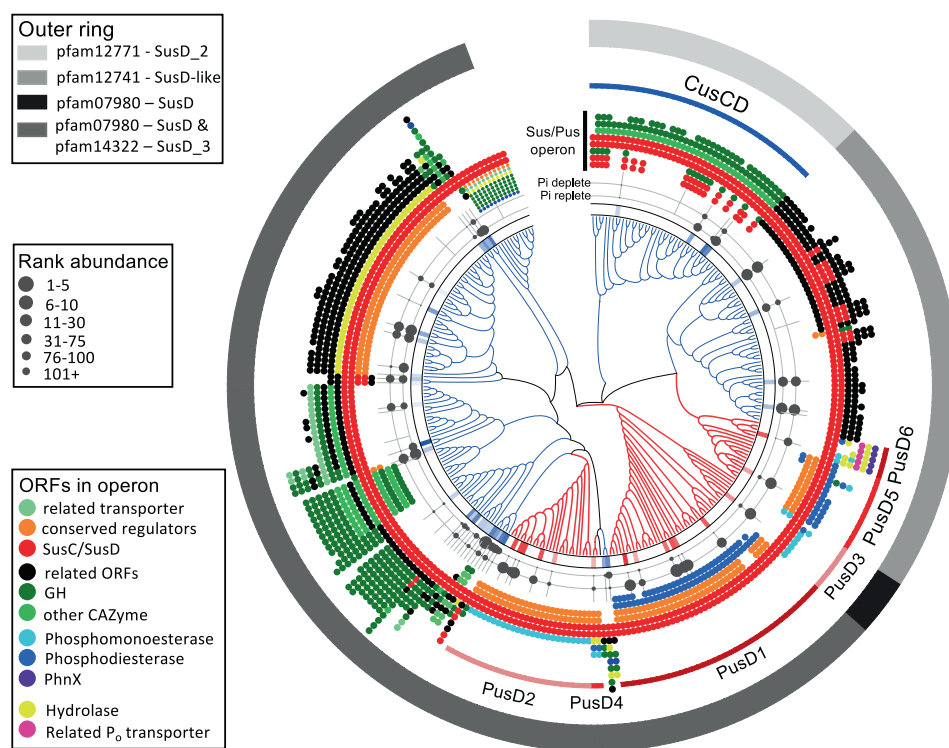 Outer ring
pfam12771 - SusD_2
pfam12741 - SusD-like
pfam07980 – SusD
pfam07980 – SusD &
pfam14322 – SusD_3
Rank abundance
1-5
6-10
11-30
31-75
76-100
101+
ORFs in operon
related transporter
conserved regulators
SusC/SusD
related ORFs
GH
other CAZyme
Phosphomonoesterase
Phosphodiesterase
PhnX
Hydrolase
Related Po transporter
CusCD
Sus/Pus
operon
Pi deplete
Pi replete
PusD6
PusD5
PusD3
PusD1
PusD4
PusD2